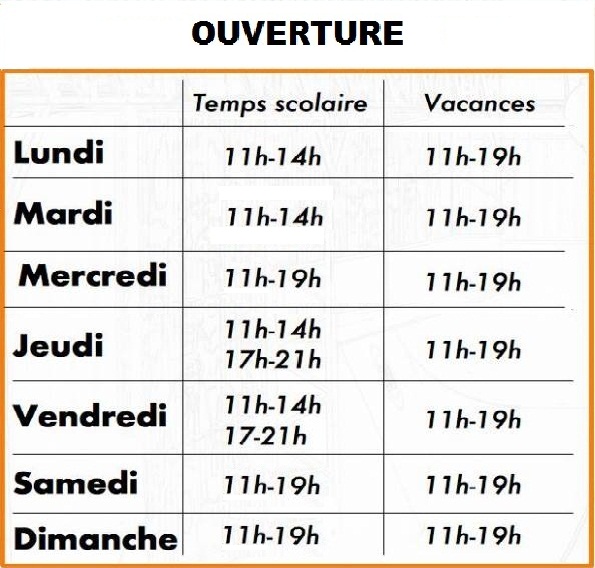 OUVERTURE
Temps scolaire Vacances
Lundi 11h-14h 11h-19h
Mardi 11h-14h 11h-19h
Mercredi 11h-19h 11h-19h
Jeudi 11h-14h 17h-21h 11h-19h
Vendredi 11h-14h 17-21h 11h-19h
Samedi 11h-19h 11h-19h
Dimanche 11h-19h 11h-19h